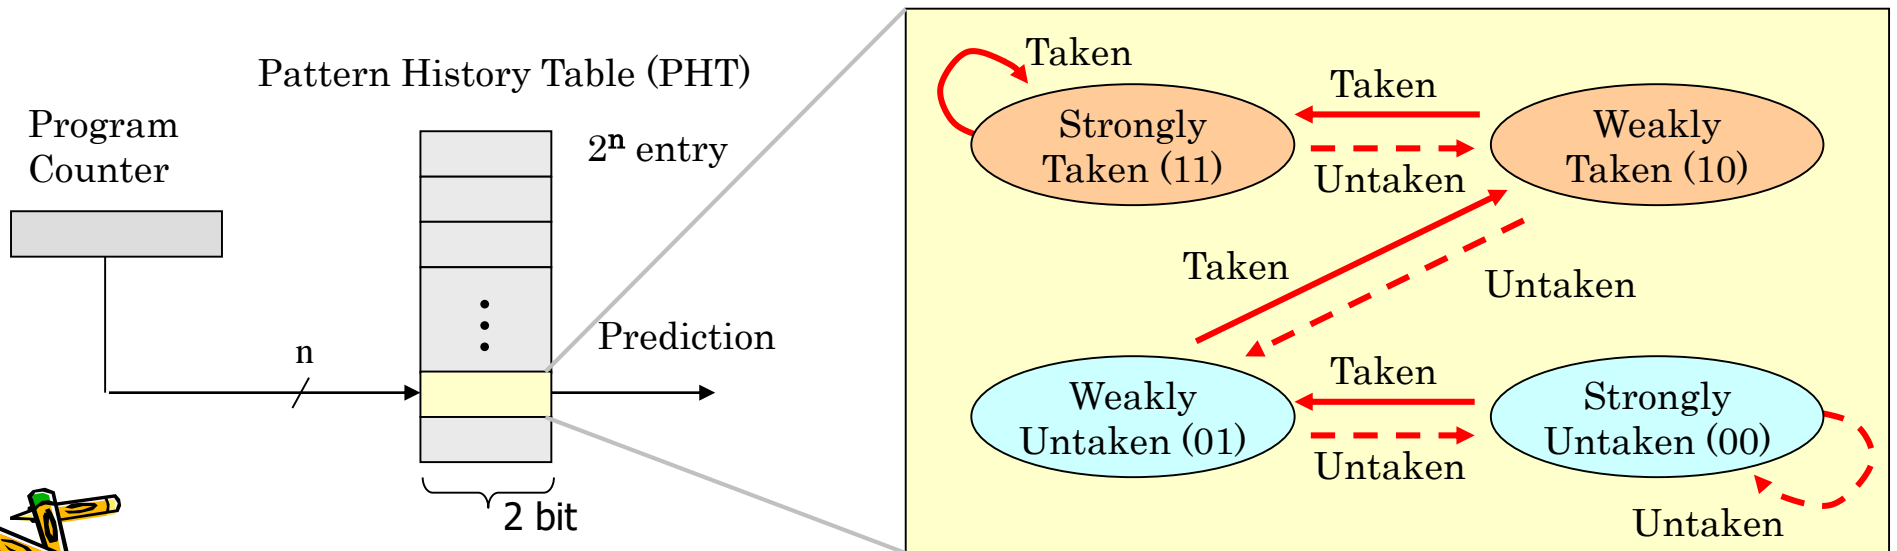 Pattern History Table (PHT)
Program
Counter
2ⁿ entry
n
Prediction
2 bit
Taken
Strongly
Taken (11)
Taken
Untaken
Weakly
Taken (10)
Taken
Untaken
Weakly
Untaken (01)
Taken
Untaken
Strongly
Untaken (00)
Untaken